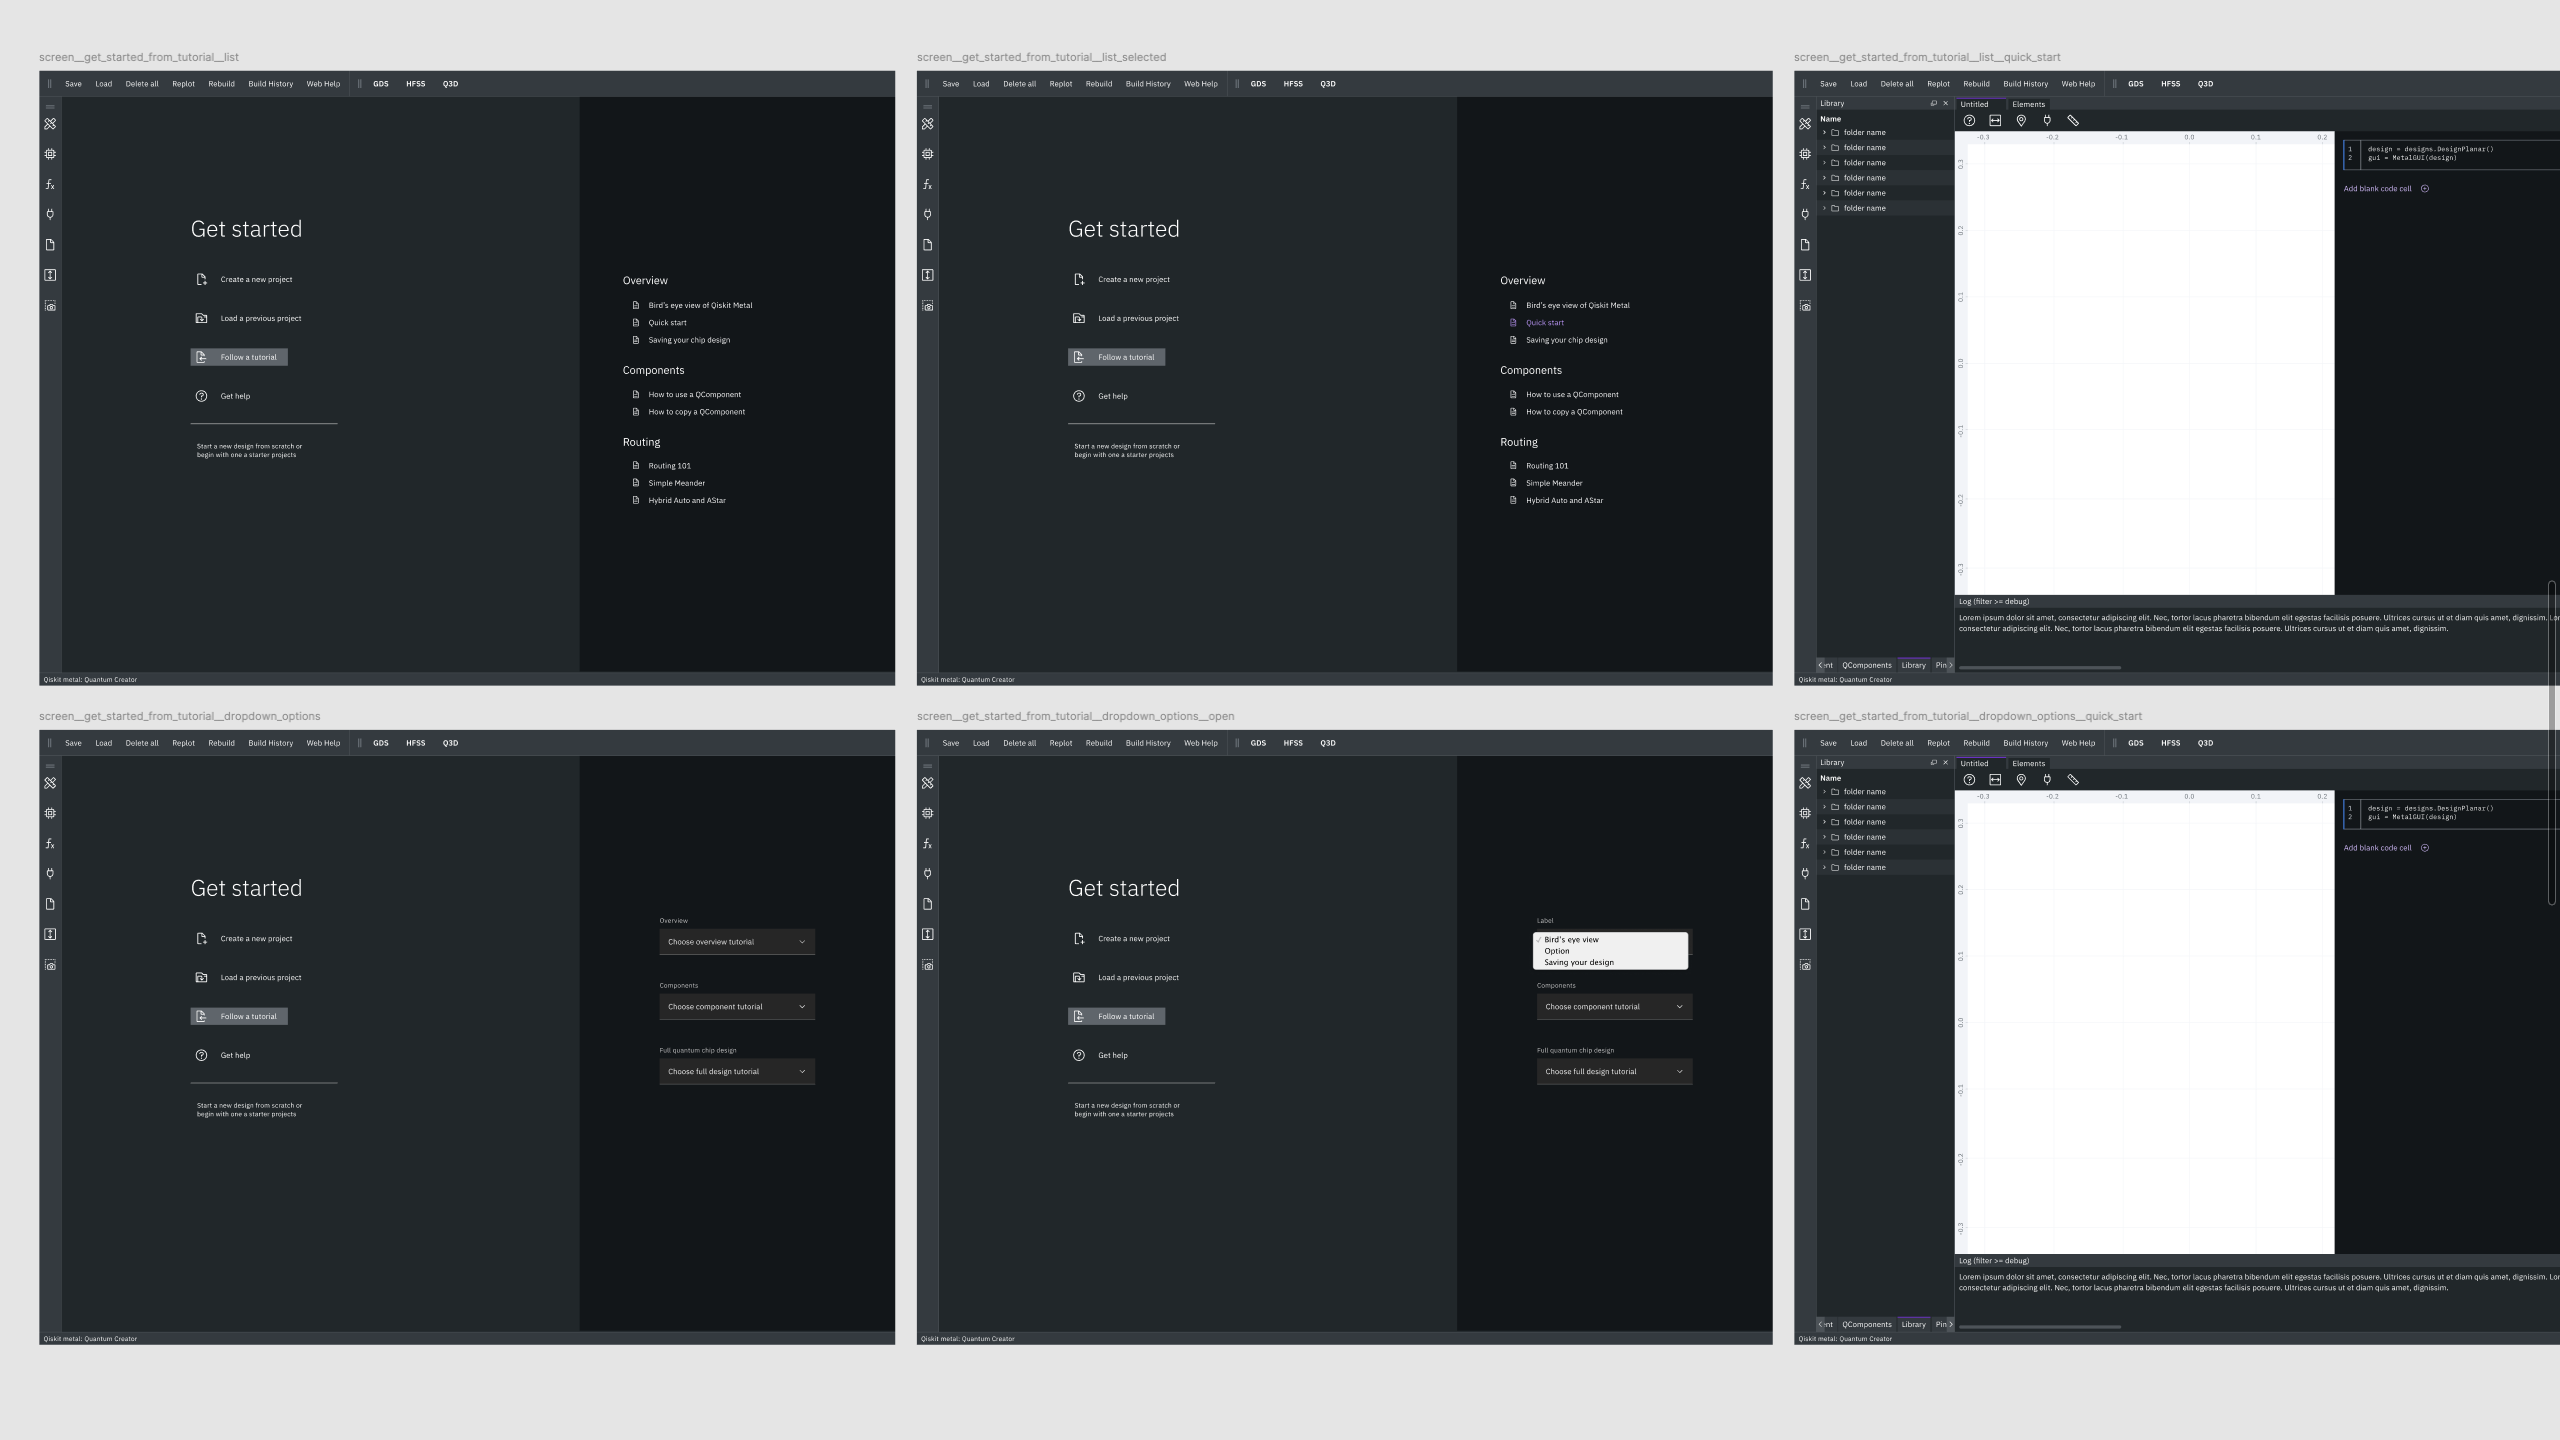 screen__get_started_from_tutorial__list
Save Load Delete all Replot Rebuild Build History Web Help GDS HFSS Q3D
Get started
Create a new project
Load a previous project
Follow a tutorial
Get help
Start a new design from scratch or
begin with one a starter projects
Overview
Bird's eye view of Qiskit Metal
Quick start
Saving your chip design
Components
How to use a QComponent
How to copy a QComponent
Routing
Routing 101
Simple Meander
Hybrid Auto and AStar
Qiskit metal: Quantum Creator
screen__get_started_from_tutorial__list_selected
Save Load Delete all Replot Rebuild Build History Web Help GDS HFSS Q3D
Get started
Create a new project
Load a previous project
Follow a tutorial
Get help
Start a new design from scratch or
begin with one a starter projects
Overview
Bird's eye view of Qiskit Metal
Quick start
Saving your chip design
Components
How to use a QComponent
How to copy a QComponent
Routing
Routing 101
Simple Meander
Hybrid Auto and AStar
Qiskit metal: Quantum Creator
screen__get_started_from_tutorial__list__quick_start
Save Load Delete all Replot Rebuild Build History Web Help GDS HFSS Q3D
Library
Name
folder name
folder name
folder name
folder name
folder name
folder name
Untitled Elements
-0.3 -0.2 -0.1 0.0 0.1 0.2
0.3
0.2
0.1
0.0
-0.1
-0.2
-0.3
1 design = designs.DesignPlanar()
2 gui = MetalGUI(design)
Add blank code cell
Log (filter >= debug)
Lorem ipsum dolor sit amet, consectetur adipiscing elit. Nec, tortor lacus pharetra bibendum elit egestas facilisis posuere. Ultrices cursus ut et diam quis amet, dignissim. Lor
consectetur adipiscing elit. Nec, tortor lacus pharetra bibendum elit egestas facilisis posuere. Ultrices cursus ut et diam quis amet, dignissim.
ent QComponents Library Pin
Qiskit metal: Quantum Creator
screen__get_started_from_tutorial__dropdown_options
Save Load Delete all Replot Rebuild Build History Web Help GDS HFSS Q3D
Get started
Create a new project
Load a previous project
Follow a tutorial
Get help
Start a new design from scratch or
begin with one a starter projects
Overview
Choose overview tutorial
Components
Choose component tutorial
Full quantum chip design
Choose full design tutorial
Qiskit metal: Quantum Creator
screen__get_started_from_tutorial__dropdown_options__open
Save Load Delete all Replot Rebuild Build History Web Help GDS HFSS Q3D
Get started
Create a new project
Load a previous project
Follow a tutorial
Get help
Start a new design from scratch or
begin with one a starter projects
Label
Bird's eye view
Option
Saving your design
Components
Choose component tutorial
Full quantum chip design
Choose full design tutorial
Qiskit metal: Quantum Creator
screen__get_started_from_tutorial__dropdown_options__quick_start
Save Load Delete all Replot Rebuild Build History Web Help GDS HFSS Q3D
Library
Name
folder name
folder name
folder name
folder name
folder name
folder name
Untitled Elements
-0.3 -0.2 -0.1 0.0 0.1 0.2
0.3
0.2
0.1
0.0
-0.1
-0.2
-0.3
1 design = designs.DesignPlanar()
2 gui = MetalGUI(design)
Add blank code cell
Log (filter >= debug)
Lorem ipsum dolor sit amet, consectetur adipiscing elit. Nec, tortor lacus pharetra bibendum elit egestas facilisis posuere. Ultrices cursus ut et diam quis amet, dignissim. Lor
consectetur adipiscing elit. Nec, tortor lacus pharetra bibendum elit egestas facilisis posuere. Ultrices cursus ut et diam quis amet, dignissim.
ent QComponents Library Pin
Qiskit metal: Quantum Creator